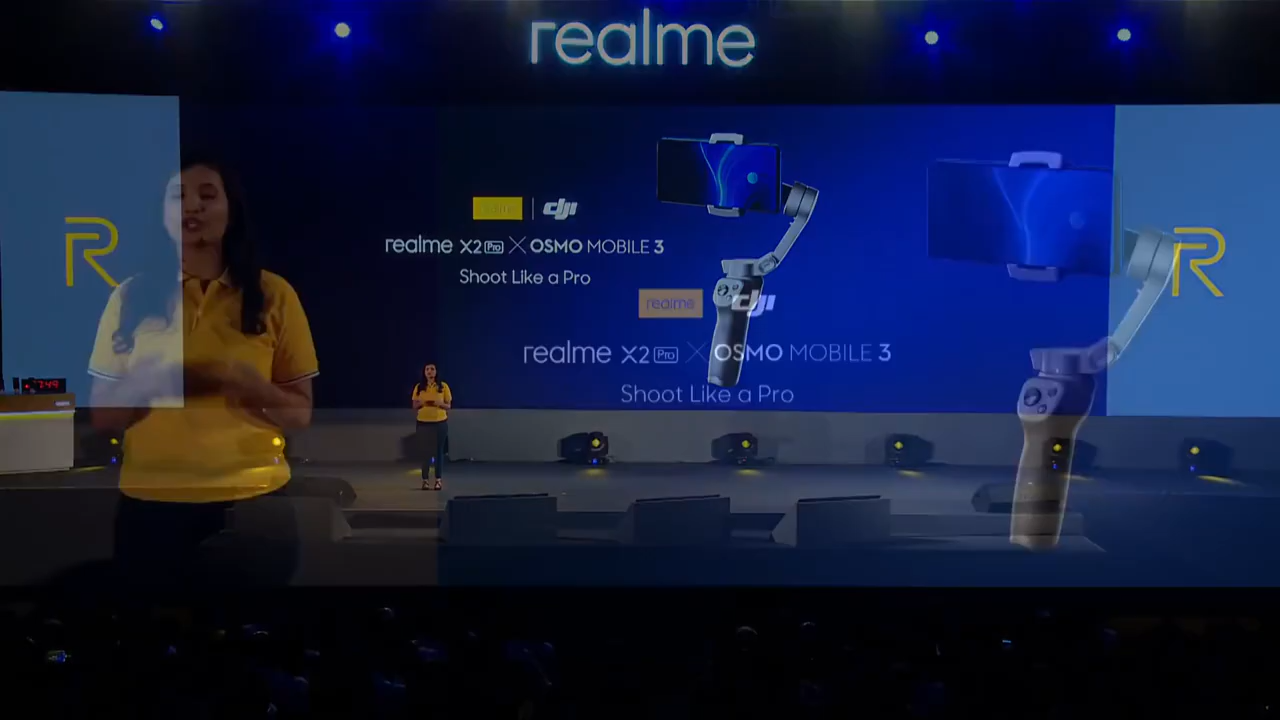 realme
realme | dji
realme X2 Pro X OSMO MOBILE 3
Shoot Like a Pro
realme | dji
realme X2 Pro X OSMO MOBILE 3
Shoot Like a Pro
R
R